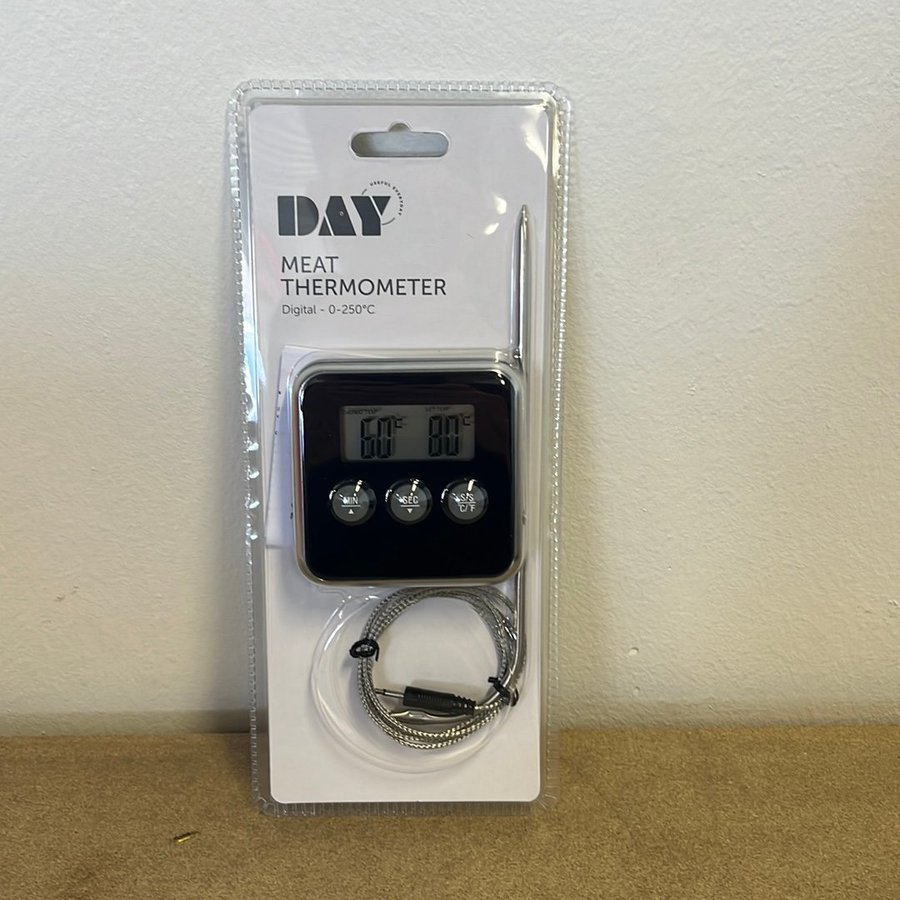 DAY
USEFUL EVERYDAY
MEAT
THERMOMETER
Digital - 0-250°C
60°C 80°C
MIN SEC S/S
▲ ▼ °C/°F